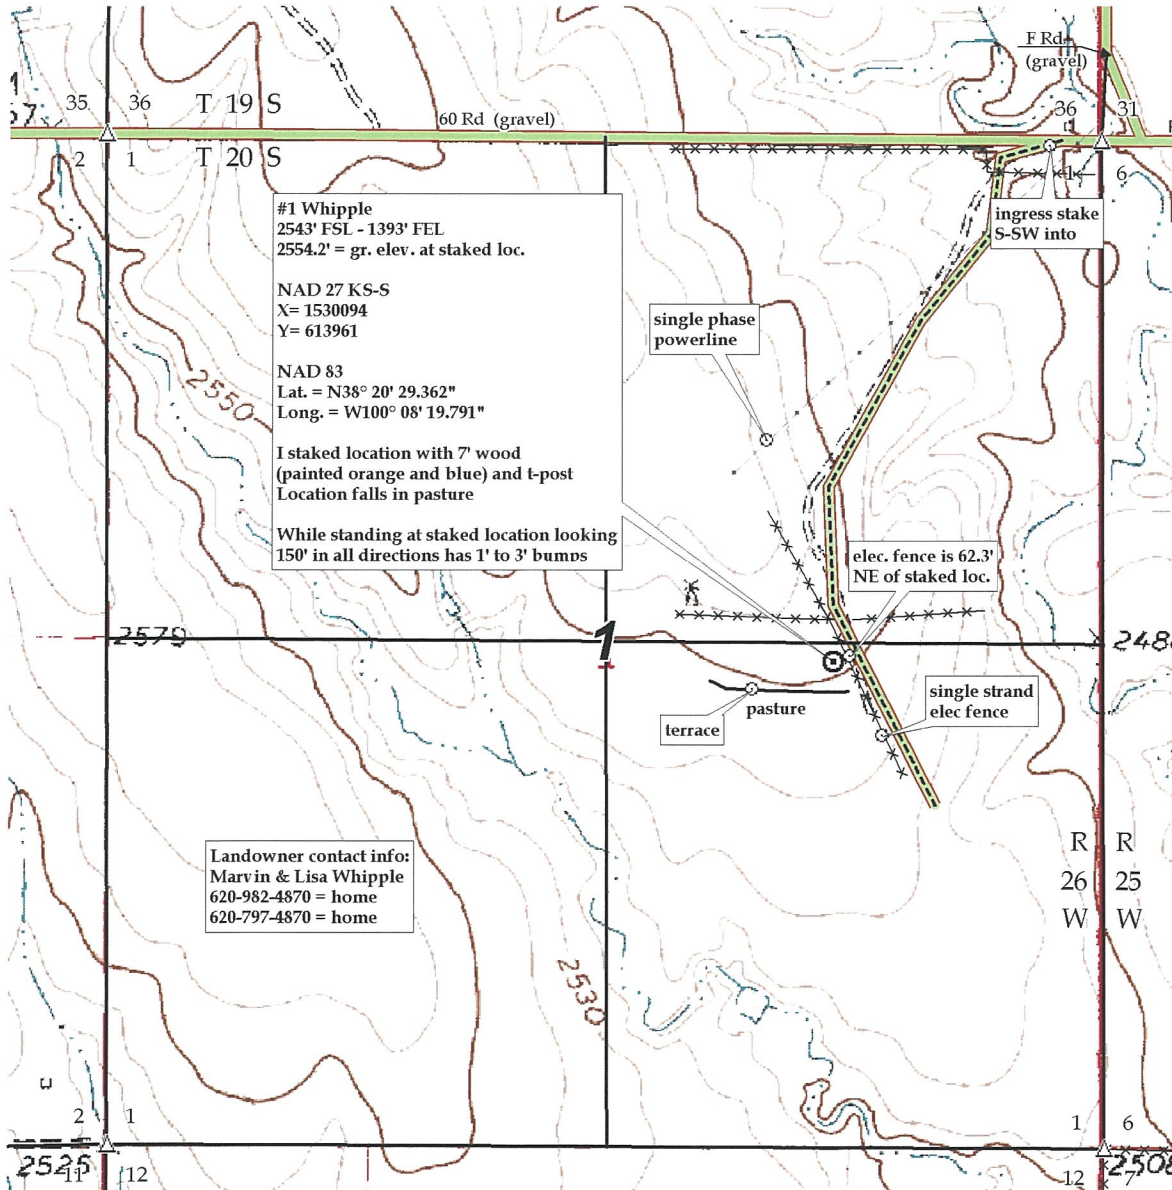 F Rd
(gravel)
35 36 T 19 S
36 31
60 Rd (gravel)
2 1 T 20 S
1 6
ingress stake
S-SW into
#1 Whipple
2543' FSL - 1393' FEL
2554.2' = gr. elev. at staked loc.
NAD 27 KS-S
X= 1530094
Y= 613961
NAD 83
Lat. = N38° 20' 29.362"
Long. = W100° 08' 19.791"
I staked location with 7' wood
(painted orange and blue) and t-post
Location falls in pasture
While standing at staked location looking
150' in all directions has 1' to 3' bumps
single phase
powerline
2550
elec. fence is 62.3'
NE of staked loc.
2579
1
single strand
elec fence
pasture
terrace
Landowner contact info:
Marvin & Lisa Whipple
620-982-4870 = home
620-797-4870 = home
R R
26 25
W W
2530
2 1
1 6
2525
11 12
12 7